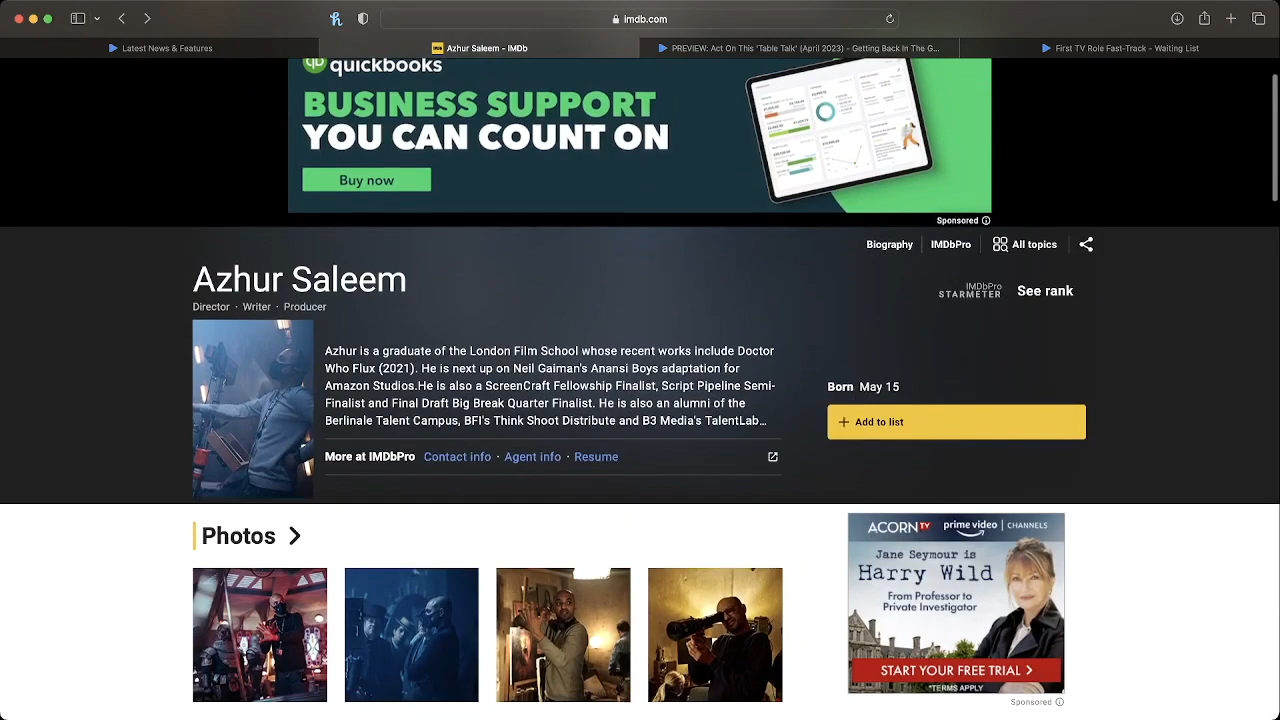 imdb.com
Latest News & Features
Azhur Saleem - IMDb
PREVIEW: Act On This 'Table Talk' (April 2023) - Getting Back In The G...
First TV Role Fast-Track - Waiting List
qb quickbooks
BUSINESS SUPPORT
YOU CAN COUNT ON
Buy now
Sponsored
Biography
IMDbPro
All topics
Azhur Saleem
Director · Writer · Producer
IMDbPro
STARMETER
See rank
Azhur is a graduate of the London Film School whose recent works include Doctor
Who Flux (2021). He is next up on Neil Gaiman's Anansi Boys adaptation for
Amazon Studios.He is also a ScreenCraft Fellowship Finalist, Script Pipeline Semi-
Finalist and Final Draft Big Break Quarter Finalist. He is also an alumni of the
Berlinale Talent Campus, BFI's Think Shoot Distribute and B3 Media's TalentLab...
Born May 15
+ Add to list
More at IMDbPro Contact info · Agent info · Resume
Photos
ACORN TV prime video | CHANNELS
Jane Seymour is
Harry Wild
From Professor to
Private Investigator
START YOUR FREE TRIAL >
*TERMS APPLY
Sponsored